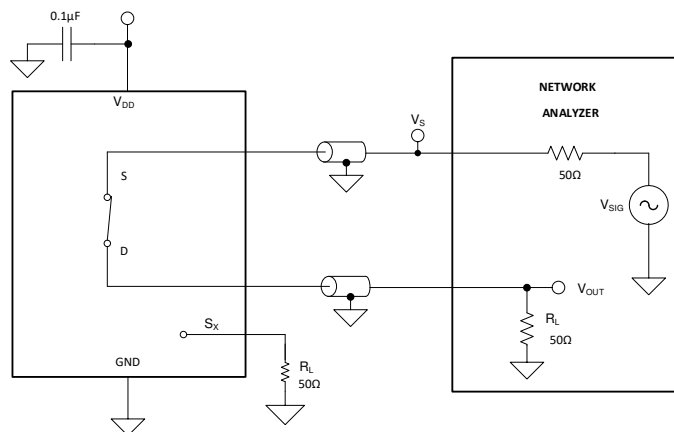 0.1µF
V_DD
NETWORK
ANALYZER
V_S
S
50Ω
V_SIG
D
V_OUT
S_X
R_L
50Ω
GND
R_L
50Ω